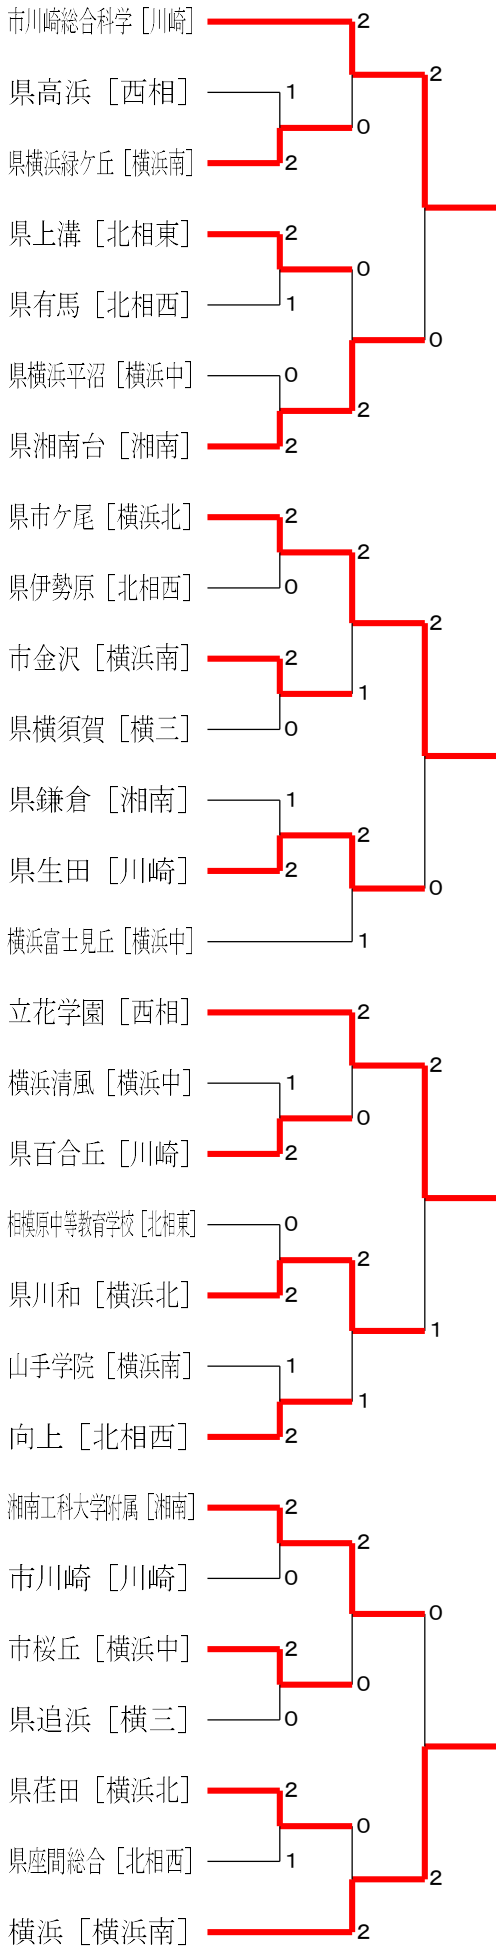 市川崎総合科学［川崎］ 2
2
県高浜［西相］ 1
0
県横浜緑ケ丘［横浜南］ 2
県上溝［北相東］ 2
0
県有馬［北相西］ 1
0
県横浜平沼［横浜中］ 0
2
県湘南台［湘南］ 2
県市ケ尾［横浜北］ 2
2
県伊勢原［北相西］ 0
2
市金沢［横浜南］ 2
1
県横須賀［横三］ 0
県鎌倉［湘南］ 1
2
県生田［川崎］ 2
0
横浜富士見丘［横浜中］ 1
立花学園［西相］ 2
2
横浜清風［横浜中］ 1
0
県百合丘［川崎］ 2
相模原中等教育学校［北相東］ 0
2
県川和［横浜北］ 2
1
山手学院［横浜南］ 1
1
向上［北相西］ 2
湘南工科大学附属［湘南］ 2
2
市川崎［川崎］ 0
0
市桜丘［横浜中］ 2
0
県追浜［横三］ 0
県荏田［横浜北］ 2
0
県座間総合［北相西］ 1
2
横浜［横浜南］ 2